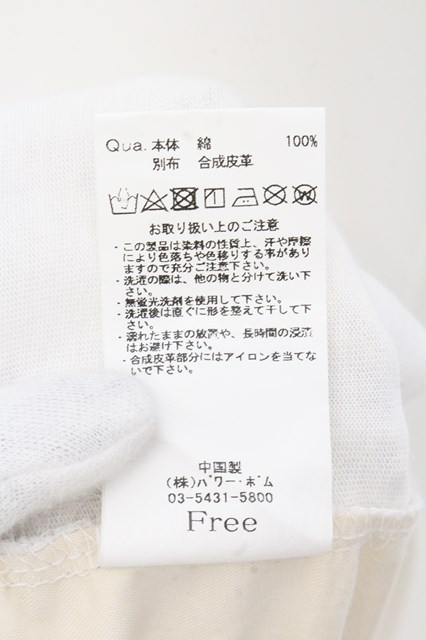 Qua. 本体 綿 100%
別布 合成皮革
お取り扱い上のご注意
・この製品は染料の性質上、汗や摩擦
により色落ちや色移りする事があり
ますので充分ご注意下さい。
・洗濯の際は、他の物と分けて洗い下
さい。
・無蛍光洗剤を使用して下さい。
・洗濯後は直ぐに形を整えて干して下
さい。
・濡れたままの放置や、長時間の浸漬
はお避け下さい。
・合成皮革部分にはアイロンを当てな
いで下さい。
中国製
(株)パワー・ホーム
03-5431-5800
Free